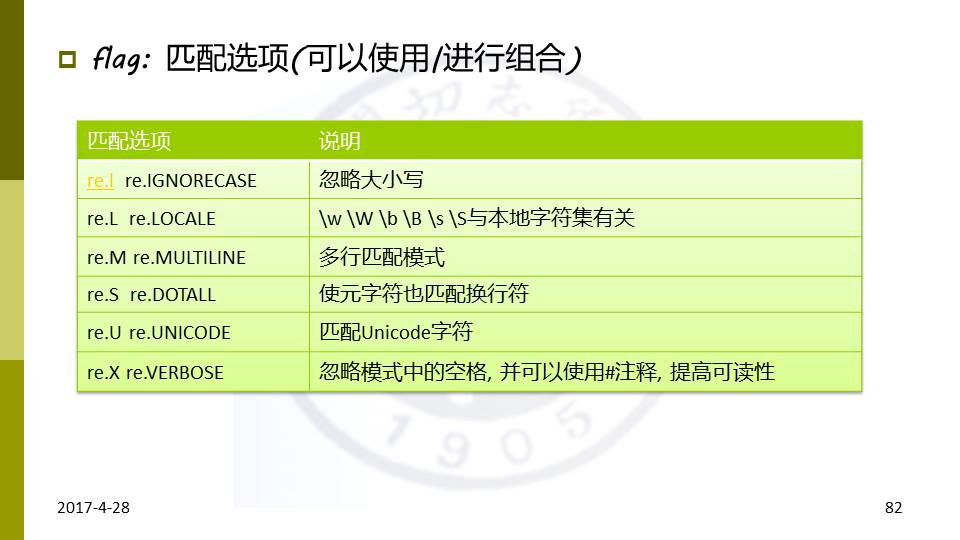 flag: 匹配选项(可以使用/进行组合)
匹配选项 说明
re.I re.IGNORECASE 忽略大小写
re.L re.LOCALE \w \W \b \B \s \S与本地字符集有关
re.M re.MULTILINE 多行匹配模式
re.S re.DOTALL 使元字符也匹配换行符
re.U re.UNICODE 匹配Unicode字符
re.X re.VERBOSE 忽略模式中的空格, 并可以使用#注释, 提高可读性
1905
2017-4-28 82